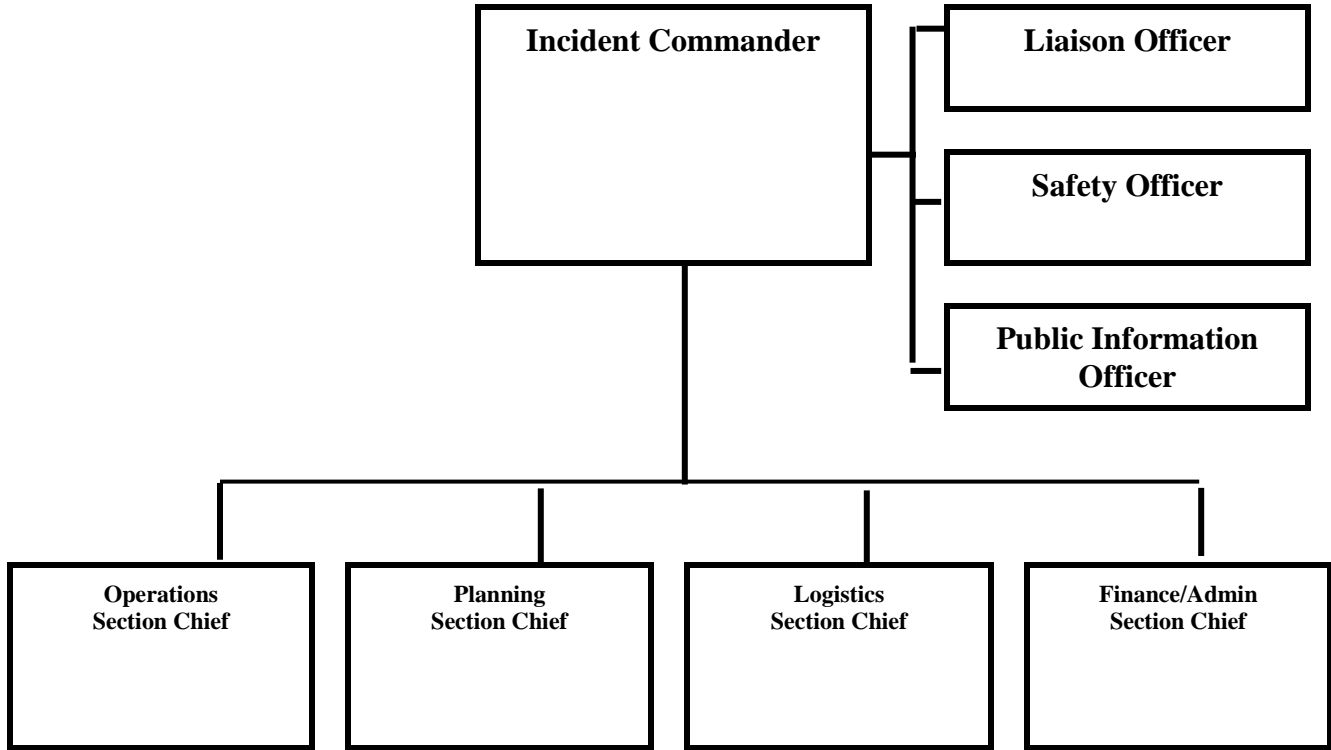 Incident Commander
Liaison Officer
Safety Officer
Public Information
Officer
Operations
Section Chief
Planning
Section Chief
Logistics
Section Chief
Finance/Admin
Section Chief